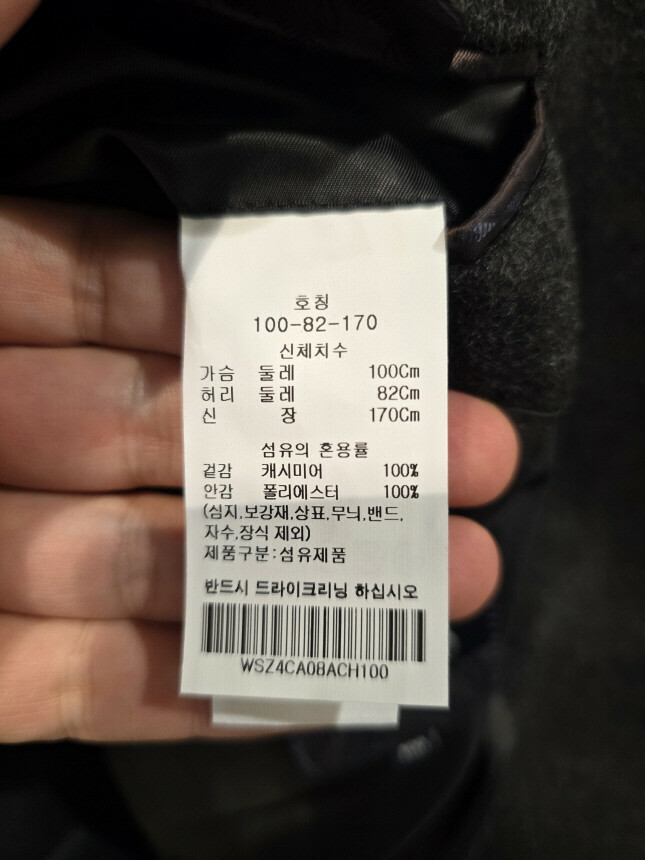 호칭
100-82-170
신체치수
가슴 둘레 100Cm
허리 둘레 82Cm
신 장 170Cm
섬유의 혼용률
겉감 캐시미어 100%
안감 폴리에스터 100%
(심지,보강재,상표,무늬,밴드,
자수,장식 제외)
제품구분:섬유제품
반드시 드라이크리닝 하십시오
WSZ4CA08ACH100